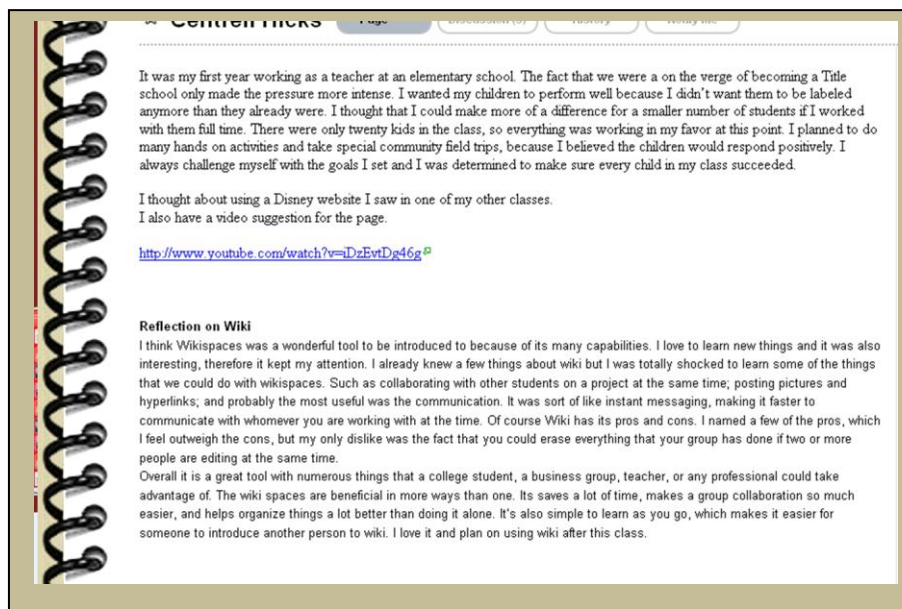 Page
It was my first year working as a teacher at an elementary school. The fact that we were a on the verge of becoming a Title
school only made the pressure more intense. I wanted my children to perform well because I didn't want them to be labeled
anymore than they already were. I thought that I could make more of a difference for a smaller number of students if I worked
with them full time. There were only twenty kids in the class, so everything was working in my favor at this point. I planned to do
many hands on activities and take special community field trips, because I believed the children would respond positively. I
always challenge myself with the goals I set and I was determined to make sure every child in my class succeeded.
I thought about using a Disney website I saw in one of my other classes.
I also have a video suggestion for the page.
http://www.youtube.com/watch?v=iDzEvtDg46g
Reflection on Wiki
I think Wikispaces was a wonderful tool to be introduced to because of its many capabilities. I love to learn new things and it was also
interesting, therefore it kept my attention. I already knew a few things about wiki but I was totally shocked to learn some of the things
that we could do with wikispaces. Such as collaborating with other students on a project at the same time; posting pictures and
hyperlinks; and probably the most useful was the communication. It was sort of like instant messaging, making it faster to
communicate with whomever you are working with at the time. Of course Wiki has its pros and cons. I named a few of the pros, which
I feel outweigh the cons, but my only dislike was the fact that you could erase everything that your group has done if two or more
people are editing at the same time.
Overall it is a great tool with numerous things that a college student, a business group, teacher, or any professional could take
advantage of. The wiki spaces are beneficial in more ways than one. Its saves a lot of time, makes a group collaboration so much
easier, and helps organize things a lot better than doing it alone. It's also simple to learn as you go, which makes it easier for
someone to introduce another person to wiki. I love it and plan on using wiki after this class.